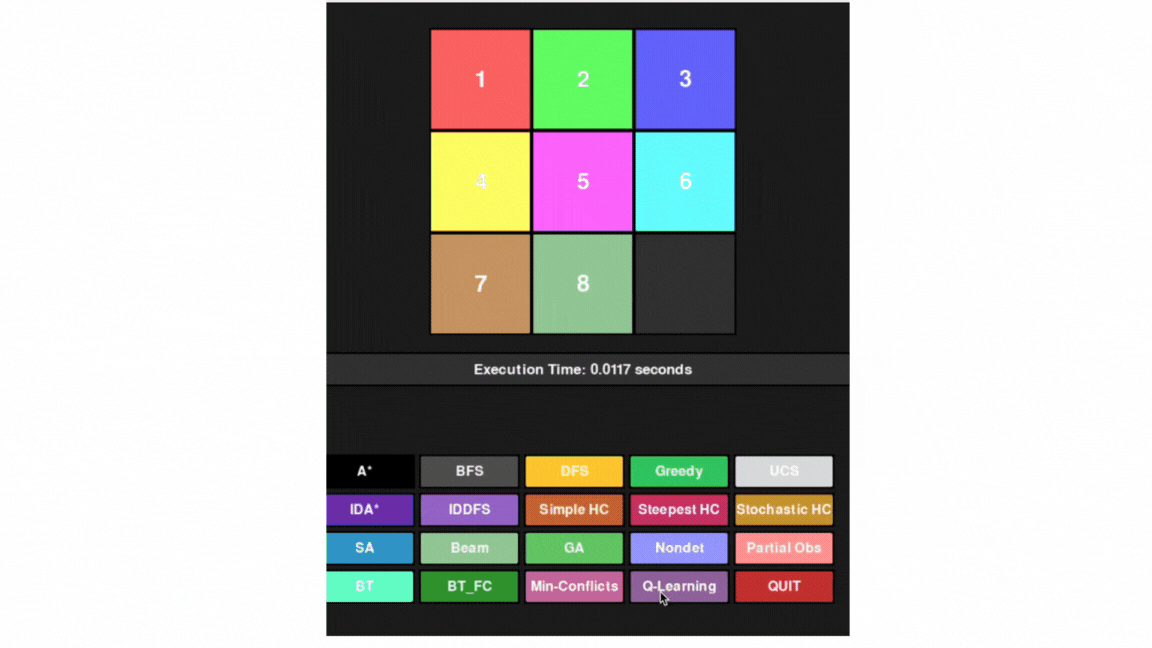 1 2 3
4 5 6
7 8
Execution Time: 0.0117 seconds
A* BFS DFS Greedy UCS
IDA* IDDFS Simple HC Steepest HC Stochastic HC
SA Beam GA Nondet Partial Obs
BT BT_FC Min-Conflicts Q-Learning QUIT